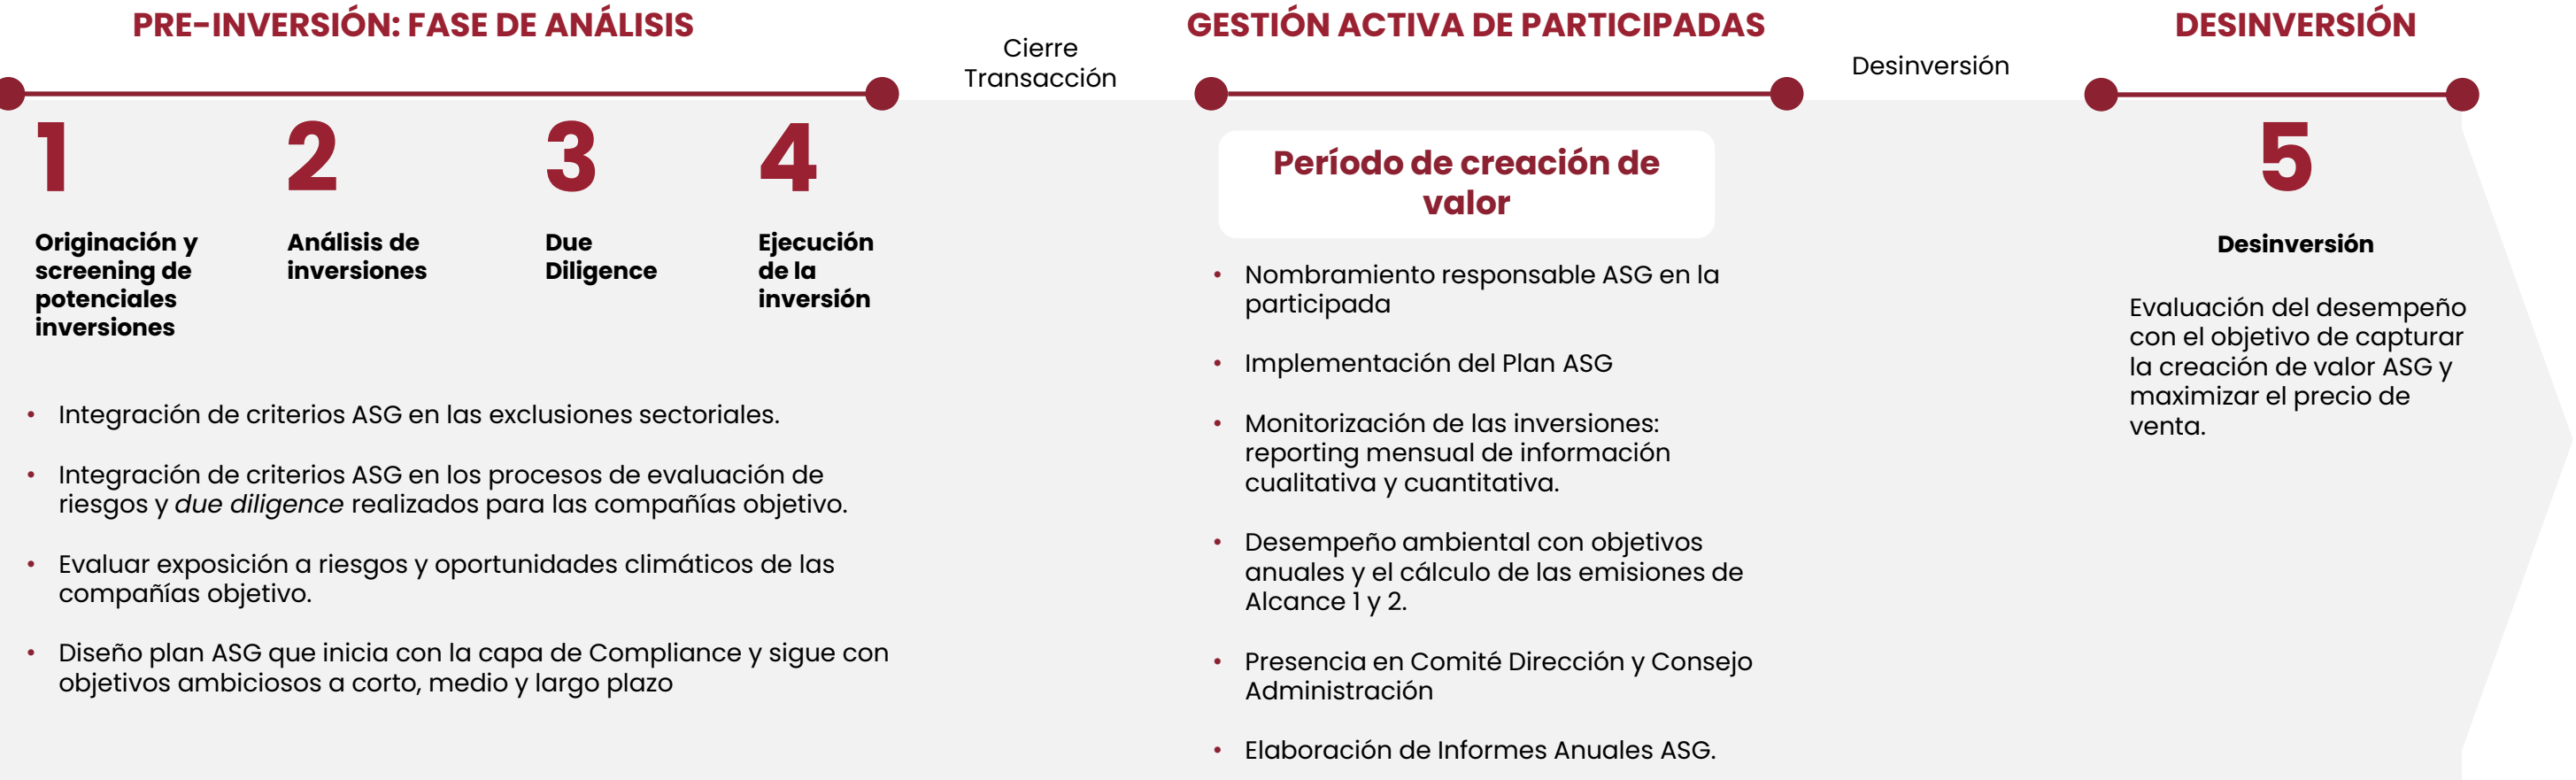 PRE-INVERSIÓN: FASE DE ANÁLISIS
Cierre
Transacción
GESTIÓN ACTIVA DE PARTICIPADAS
Desinversión
DESINVERSIÓN
1
Originación y
screening de
potenciales
inversiones
2
Análisis de
inversiones
3
Due
Diligence
4
Ejecución
de la
inversión
• Integración de criterios ASG en las exclusiones sectoriales.
• Integración de criterios ASG en los procesos de evaluación de
riesgos y due diligence realizados para las compañías objetivo.
• Evaluar exposición a riesgos y oportunidades climáticos de las
compañías objetivo.
• Diseño plan ASG que inicia con la capa de Compliance y sigue con
objetivos ambiciosos a corto, medio y largo plazo
Período de creación de
valor
• Nombramiento responsable ASG en la
participada
• Implementación del Plan ASG
• Monitorización de las inversiones:
reporting mensual de información
cualitativa y cuantitativa.
• Desempeño ambiental con objetivos
anuales y el cálculo de las emisiones de
Alcance 1 y 2.
• Presencia en Comité Dirección y Consejo
Administración
• Elaboración de Informes Anuales ASG.
5
Desinversión
Evaluación del desempeño
con el objetivo de capturar
la creación de valor ASG y
maximizar el precio de
venta.